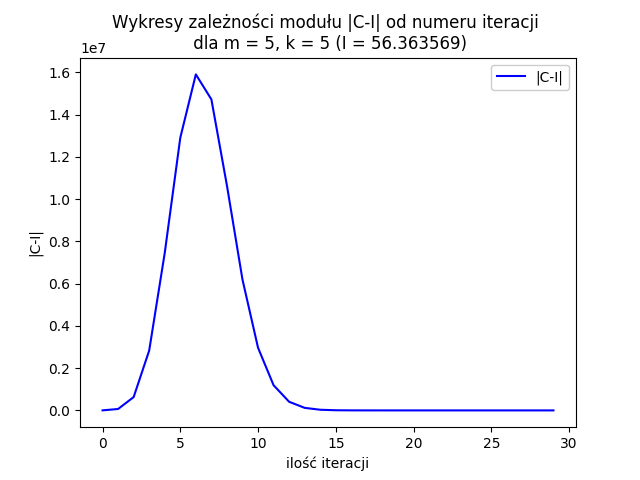 Wykresy zależności modułu |C-I| od numeru iteracji
dla m = 5, k = 5 (I = 56.363569)
1e7
|C-I|
1.6
1.4
1.2
1.0
0.8
0.6
0.4
0.2
0.0
|C-I|
0 5 10 15 20 25 30
ilość iteracji